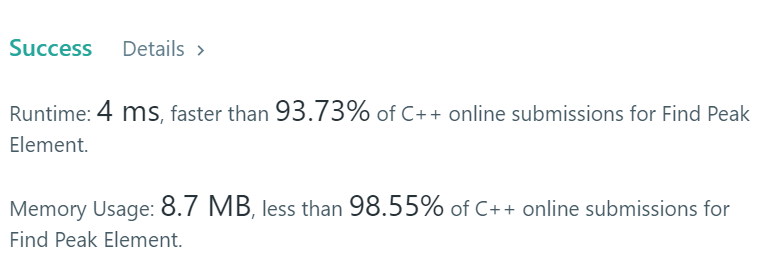 Success Details >
Runtime: 4 ms, faster than 93.73% of C++ online submissions for Find Peak
Element.
Memory Usage: 8.7 MB, less than 98.55% of C++ online submissions for
Find Peak Element.